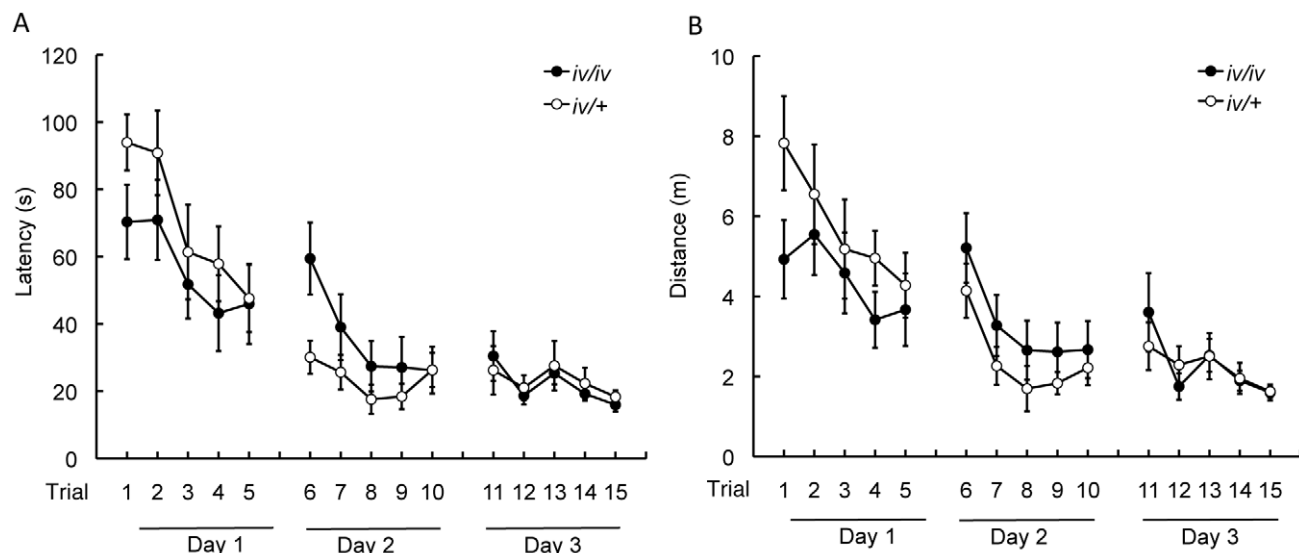 A
120
100
80
60
40
20
0
Latency (s)
iv/iv
iv/+
Trial 1 2 3 4 5 6 7 8 9 10 11 12 13 14 15
Day 1 Day 2 Day 3
B
10
8
6
4
2
0
Distance (m)
iv/iv
iv/+
Trial 1 2 3 4 5 6 7 8 9 10 11 12 13 14 15
Day 1 Day 2 Day 3